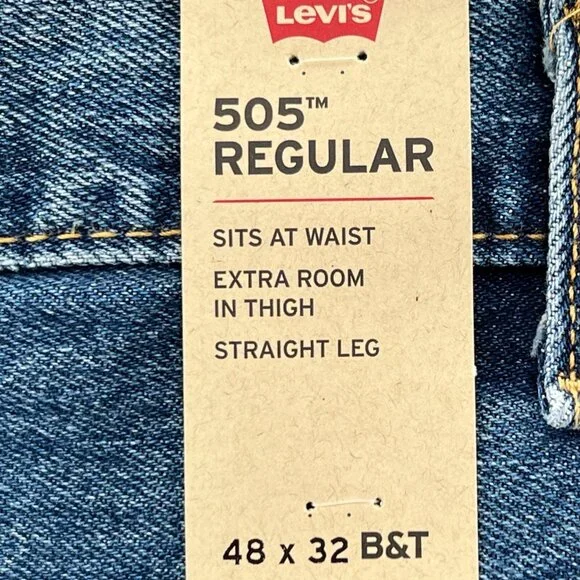 LEVI'S
505™
REGULAR
SITS AT WAIST
EXTRA ROOM
IN THIGH
STRAIGHT LEG
48 x 32 B&T